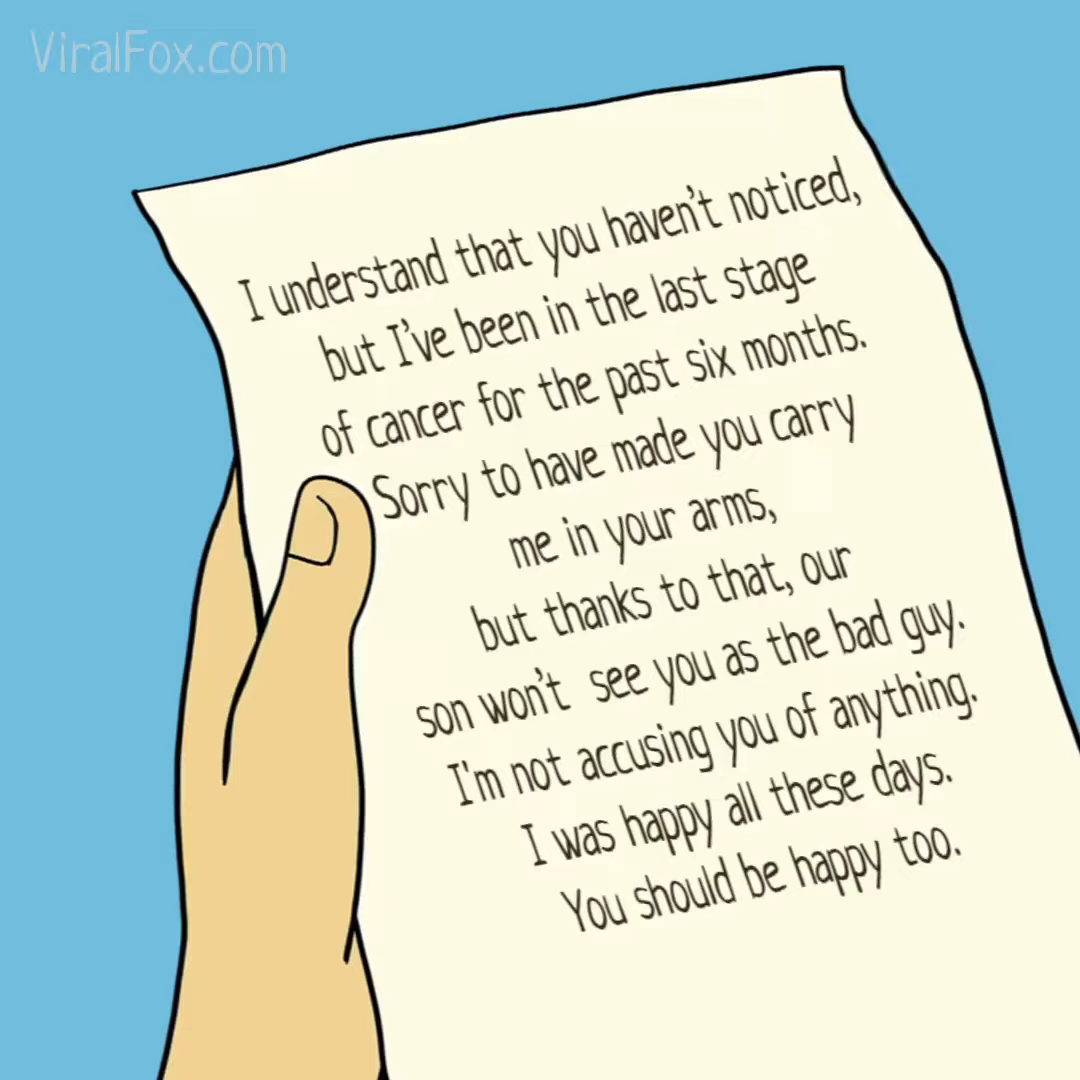 ViralFox.com
I understand that you haven't noticed,
but I've been in the last stage
of cancer for the past six months.
Sorry to have made you carry
me in your arms,
but thanks to that, our
son won't see you as the bad guy.
I'm not accusing you of anything.
I was happy all these days.
You should be happy too.